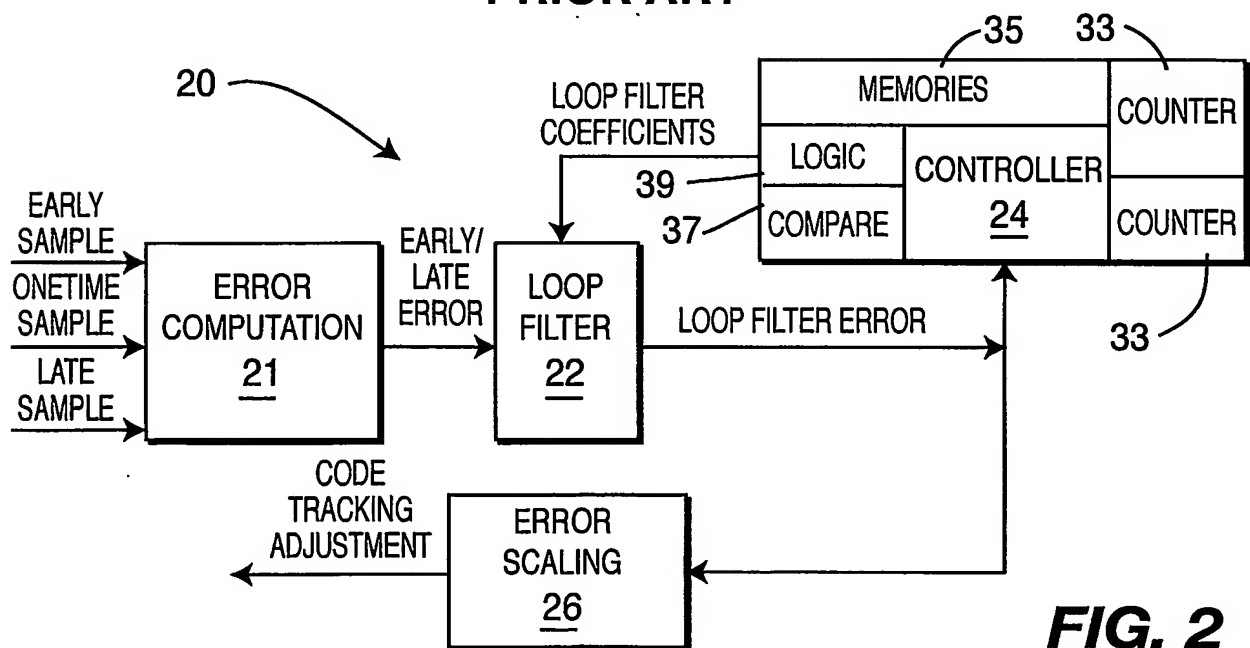 PRIOR ART
35
33
20
MEMORIES
COUNTER
LOOP FILTER
COEFFICIENTS
LOGIC
CONTROLLER
24
39
37
COMPARE
COUNTER
33
EARLY
SAMPLE
ONETIME
SAMPLE
LATE
SAMPLE
ERROR
COMPUTATION
21
EARLY/
LATE
ERROR
LOOP
FILTER
22
LOOP FILTER ERROR
CODE
TRACKING
ADJUSTMENT
ERROR
SCALING
26
FIG. 2